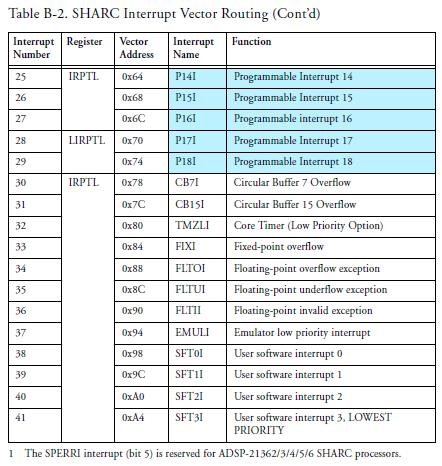 Table B-2. SHARC Interrupt Vector Routing (Cont’d)
Interrupt Number Register Vector Address Interrupt Name Function
25 IRPTL 0x64 P14I Programmable Interrupt 14
26 0x68 P15I Programmable Interrupt 15
27 0x6C P16I Programmable interrupt 16
28 LIRPTL 0x70 P17I Programmable Interrupt 17
29 0x74 P18I Programmable Interrupt 18
30 IRPTL 0x78 CB7I Circular Buffer 7 Overflow
31 0x7C CB15I Circular Buffer 15 Overflow
32 0x80 TMZLI Core Timer (Low Priority Option)
33 0x84 FIXI Fixed-point overflow
34 0x88 FLTOI Floating-point overflow exception
35 0x8C FLTUI Floating-point underflow exception
36 0x90 FLTII Floating-point invalid exception
37 0x94 EMULI Emulator low priority interrupt
38 0x98 SFT0I User software interrupt 0
39 0x9C SFT1I User software interrupt 1
40 0xA0 SFT2I User software interrupt 2
41 0xA4 SFT3I User software interrupt 3, LOWEST
PRIORITY
1 The SPERRI interrupt (bit 5) is reserved for ADSP-21362/3/4/5/6 SHARC processors.